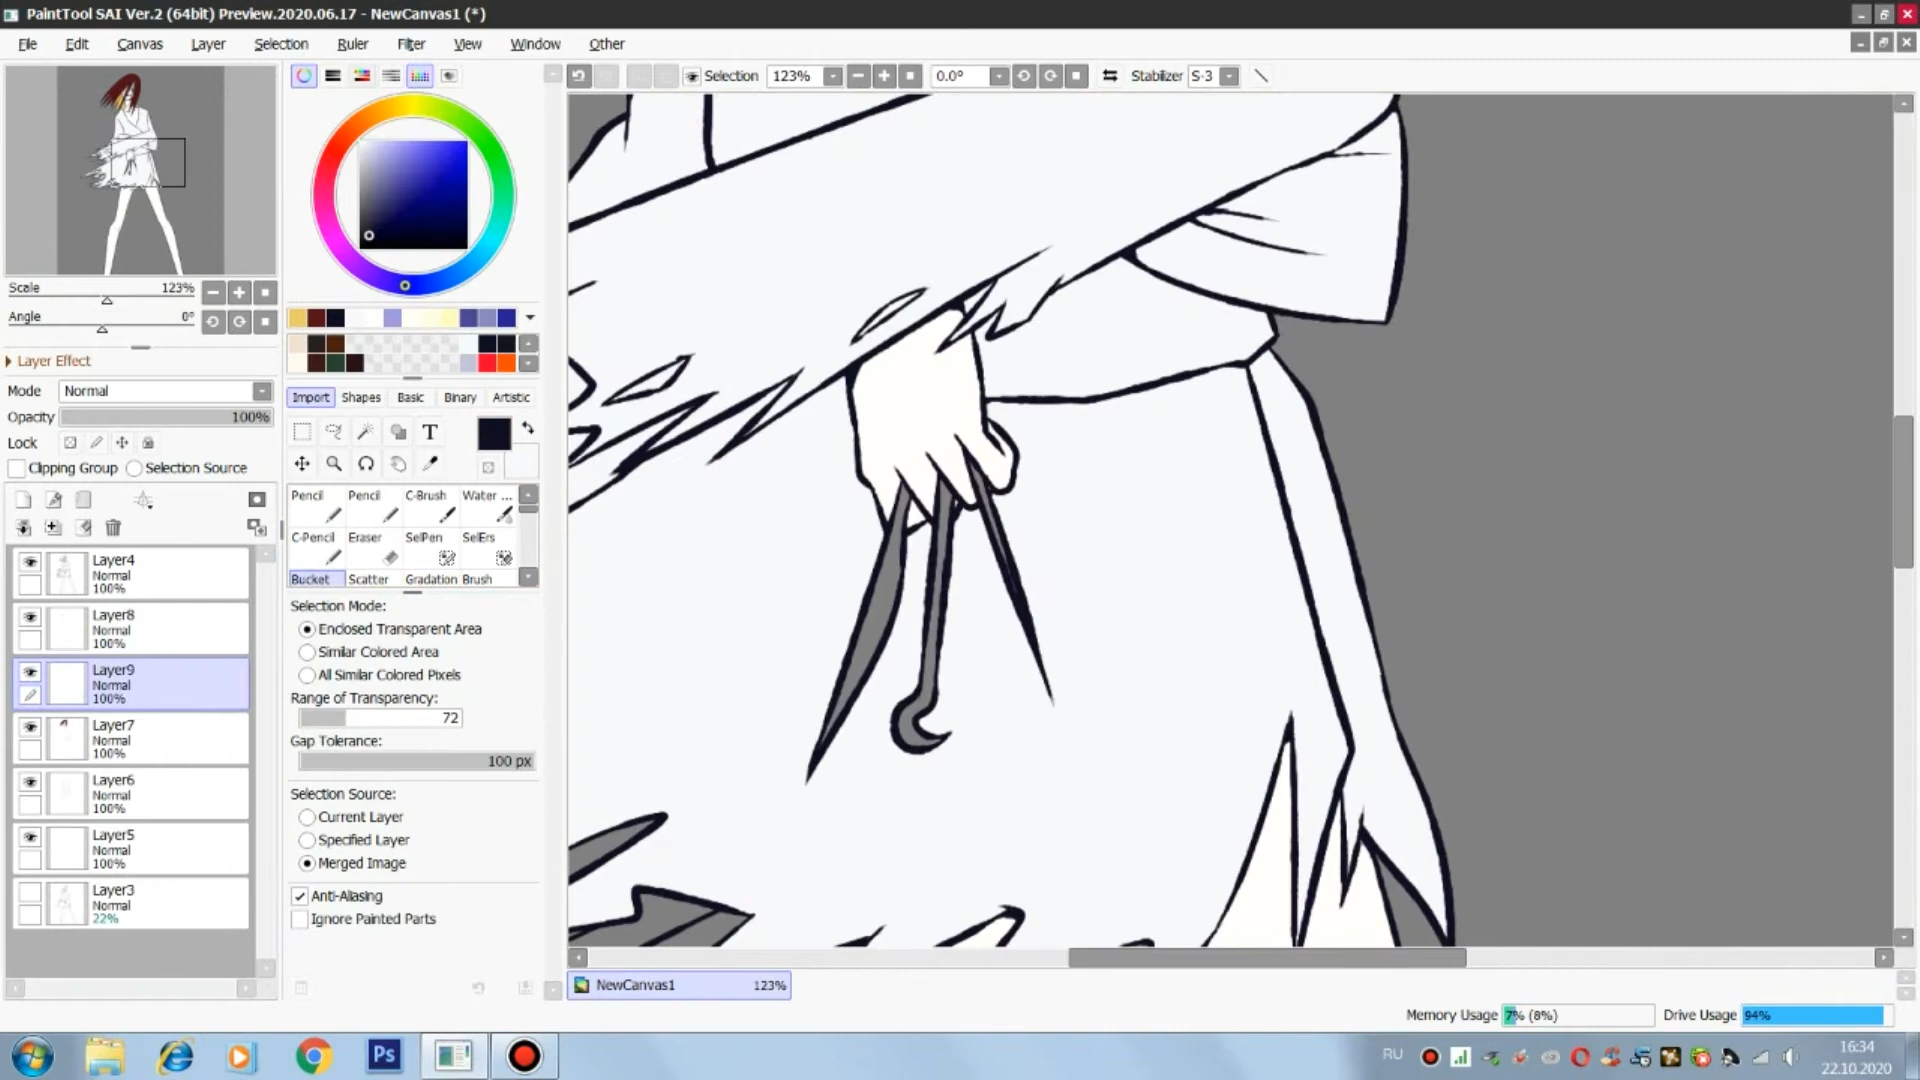 PaintTool SAI Ver.2 (64bit) Preview.2020.06.17 - NewCanvas1 (*)
File Edit Canvas Layer Selection Ruler Filter View Window Other
Selection 123% 0.0° Stabilizer S-3
Scale 123%
Angle 0°
Layer Effect
Mode Normal
Opacity 100%
Lock
Clipping Group Selection Source
Layer4
Normal
100%
Layer8
Normal
100%
Layer9
Normal
100%
Layer7
Normal
100%
Layer6
Normal
100%
Layer5
Normal
100%
Layer3
Normal
22%
Import Shapes Basic Binary Artistic
T
Pencil Pencil C-Brush Water ...
C-Pencil Eraser SelPen SelErs
Bucket Scatter Gradation Brush
Selection Mode:
Enclosed Transparent Area
Similar Colored Area
All Similar Colored Pixels
Range of Transparency:
72
Gap Tolerance:
100 px
Selection Source:
Current Layer
Specified Layer
Merged Image
Anti-Aliasing
Ignore Painted Parts
NewCanvas1 123%
Memory Usage 7% (8%) Drive Usage 94%
Ps
RU
16:34
22.10.2020